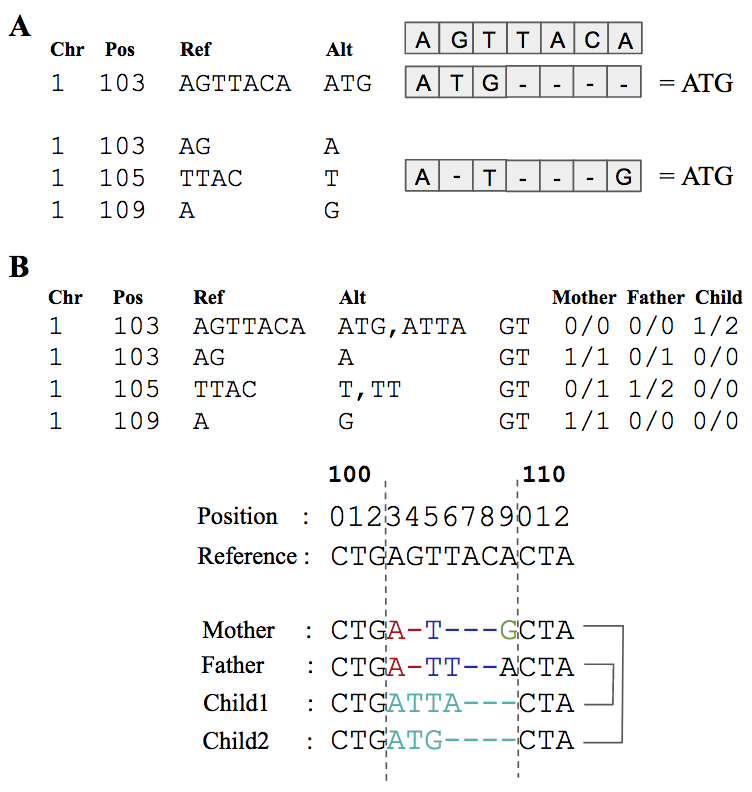 A
Chr Pos Ref Alt
A G T T A C A
1 103 AGTTACA ATG A T G - - - - = ATG
1 103 AG A
1 105 TTAC T A - T - - - G = ATG
1 109 A G
B
Chr Pos Ref Alt Mother Father Child
1 103 AGTTACA ATG,ATTA GT 0/0 0/0 1/2
1 103 AG A GT 1/1 0/1 0/0
1 105 TTAC T,TT GT 0/1 1/2 0/0
1 109 A G GT 1/1 0/0 0/0
100 110
Position : 0123456789012
Reference : CTGAGTTACACTA
Mother : CTGA-T---GCTA
Father : CTGA-TT--ACTA
Child1 : CTGATTA---CTA
Child2 : CTGATG----CTA